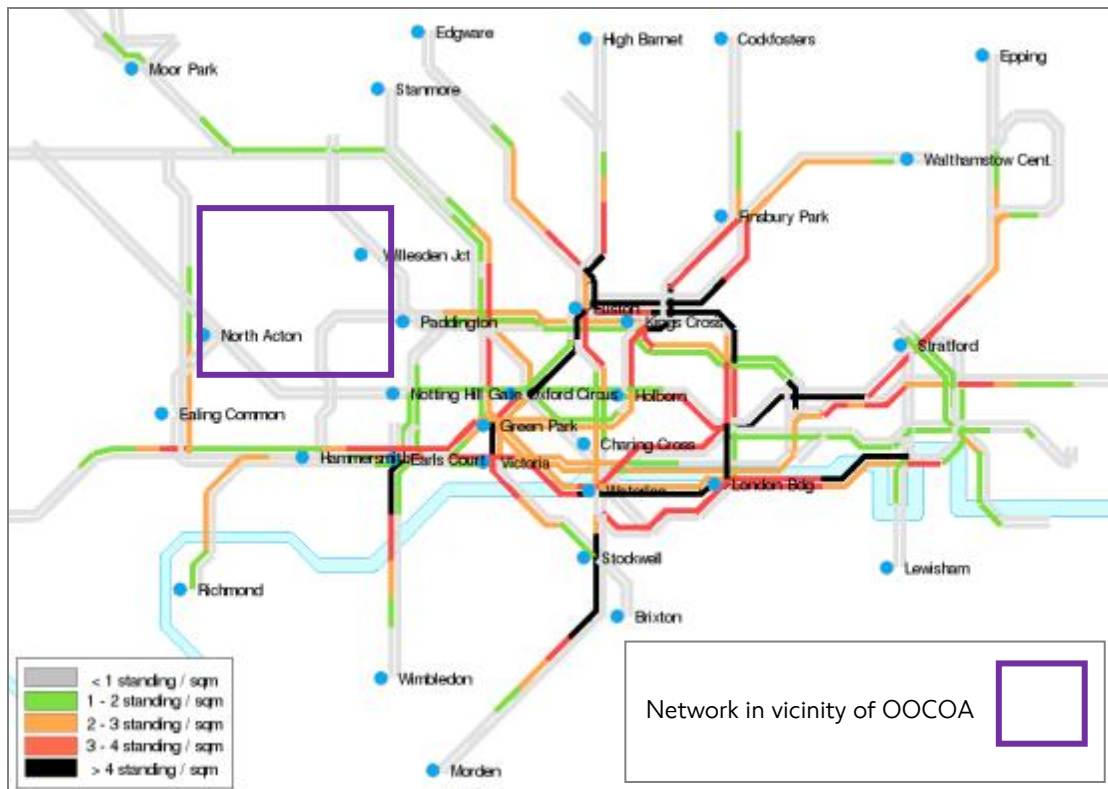 Edgware
High Barnet
Cockfosters
Epping
Moor Park
Stanmore
Walthamstow Cent.
Finsbury Park
Willesden Jct
Euston
Paddington
Kings Cross
North Acton
Stratford
Notting Hill Gate
Oxford Circus
Holborn
Ealing Common
Green Park
Charing Cross
Hammersmith
Earls Court
Victoria
Waterloo
London Bdg
Stockwell
Lewisham
Richmond
Brixton
Wimbledon
Morden
< 1 standing / sqm
1 - 2 standing / sqm
2 - 3 standing / sqm
3 - 4 standing / sqm
> 4 standing / sqm
Network in vicinity of OOCOA